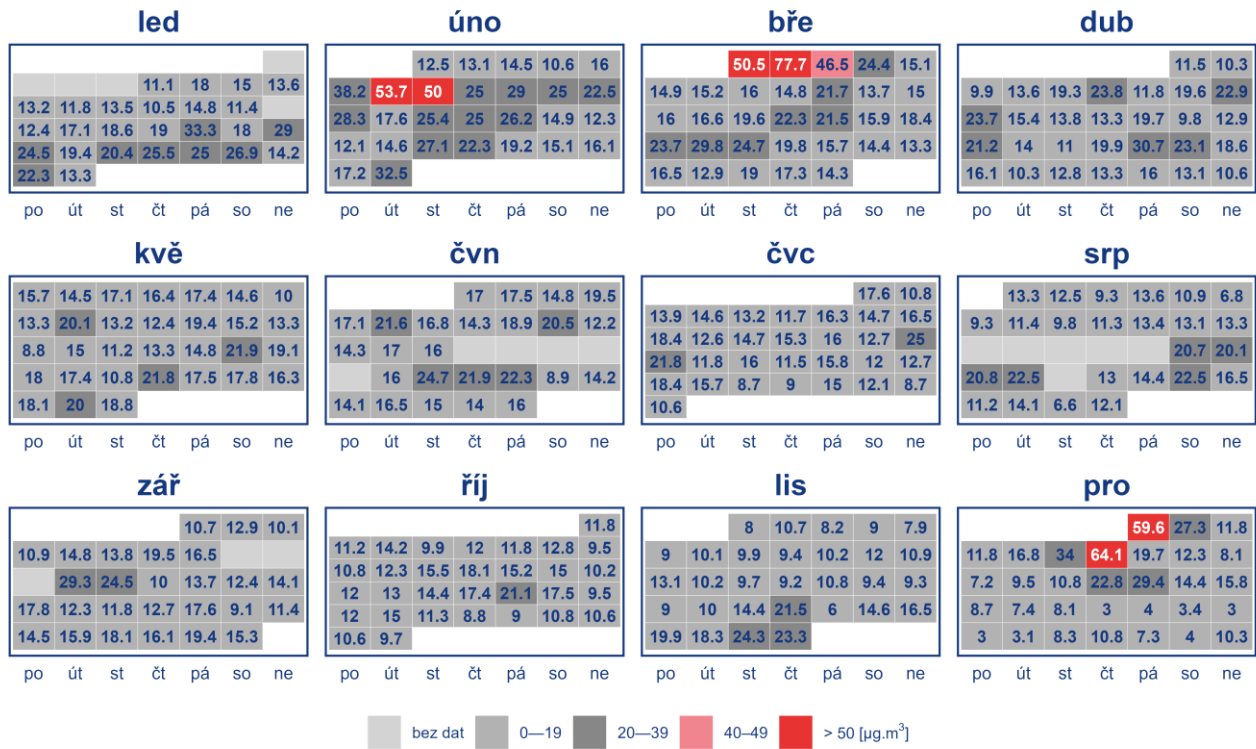 led úno bře dub
12.5 13.1 14.5 10.6 16 50.5 77.7 46.5 24.4 15.1 11.5 10.3
11.1 18 15 13.6 38.2 53.7 50 25 29 25 22.5 14.9 15.2 16 14.8 21.7 13.7 15 9.9 13.6 19.3 23.8 11.8 19.6 22.9
13.2 11.8 13.5 10.5 14.8 11.4 28.3 17.6 25.4 25 26.2 14.9 12.3 16 16.6 19.6 22.3 21.5 15.9 18.4 23.7 15.4 13.8 13.3 19.7 9.8 12.9
12.4 17.1 18.6 19 33.3 18 29 12.1 14.6 27.1 22.3 19.2 15.1 16.1 23.7 29.8 24.7 19.8 15.7 14.4 13.3 21.2 14 11 19.9 30.7 23.1 18.6
24.5 19.4 20.4 25.5 25 26.9 14.2 17.2 32.5 16.5 12.9 19 17.3 14.3 16.1 10.3 12.8 13.3 16 13.1 10.6
22.3 13.3
po út st čt pá so ne po út st čt pá so ne po út st čt pá so ne po út st čt pá so ne
kvě čvn čvc srp
15.7 14.5 17.1 16.4 17.4 14.6 10 17 17.5 14.8 19.5 17.6 10.8 13.3 12.5 9.3 13.6 10.9 6.8
13.3 20.1 13.2 12.4 19.4 15.2 13.3 17.1 21.6 16.8 14.3 18.9 20.5 12.2 13.9 14.6 13.2 11.7 16.3 14.7 16.5 9.3 11.4 9.8 11.3 13.4 13.1 13.3
8.8 15 11.2 13.3 14.8 21.9 19.1 14.3 17 16 18.4 12.6 14.7 15.3 16 12.7 25 20.7 20.1
18 17.4 10.8 21.8 17.5 17.8 16.3 16 24.7 21.9 22.3 8.9 14.2 21.8 11.8 16 11.5 15.8 12 12.7 20.8 22.5 13 14.4 22.5 16.5
18.1 20 18.8 14.1 16.5 15 14 16 18.4 15.7 8.7 9 15 12.1 8.7 11.2 14.1 6.6 12.1
10.6
po út st čt pá so ne po út st čt pá so ne po út st čt pá so ne po út st čt pá so ne
zář říj lis pro
10.7 12.9 10.1 11.8 8 10.7 8.2 9 7.9 59.6 27.3 11.8
10.9 14.8 13.8 19.5 16.5 11.2 14.2 9.9 12 11.8 12.8 9.5 9 10.1 9.9 9.4 10.2 12 10.9 11.8 16.8 34 64.1 19.7 12.3 8.1
29.3 24.5 10 13.7 12.4 14.1 10.8 12.3 15.5 18.1 15.2 15 10.2 13.1 10.2 9.7 9.2 10.8 9.4 9.3 7.2 9.5 10.8 22.8 29.4 14.4 15.8
17.8 12.3 11.8 12.7 17.6 9.1 11.4 12 13 14.4 17.4 21.1 17.5 9.5 9 10 14.4 21.5 6 14.6 16.5 8.7 7.4 8.1 3 4 3.4 3
14.5 15.9 18.1 16.1 19.4 15.3 12 15 11.3 8.8 9 10.8 10.6 19.9 18.3 24.3 23.3 3 3.1 8.3 10.8 7.3 4 10.3
10.6 9.7
po út st čt pá so ne po út st čt pá so ne po út st čt pá so ne po út st čt pá so ne
bez dat 0—19 20—39 40–49 > 50 [µg.m³]